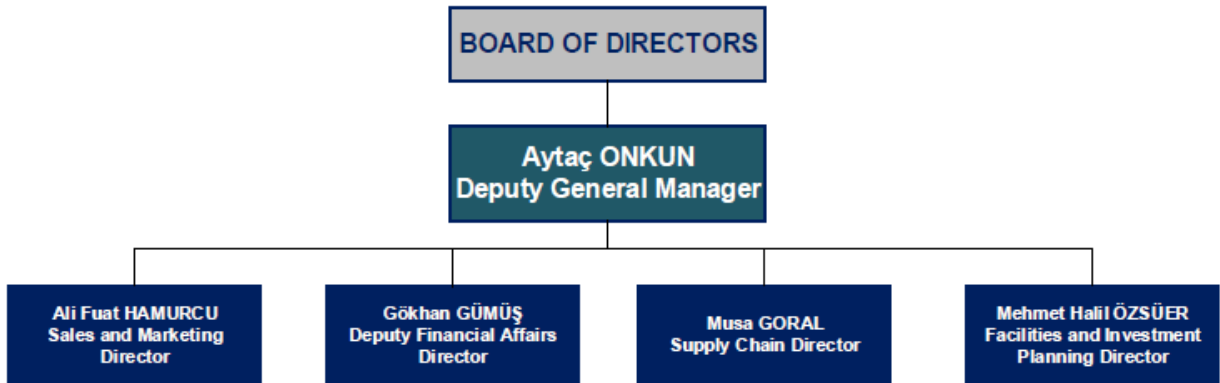 BOARD OF DIRECTORS
Aytaç ONKUN
Deputy General Manager
Ali Fuat HAMURCU
Sales and Marketing
Director
Gökhan GÜMÜŞ
Deputy Financial Affairs
Director
Musa GORAL
Supply Chain Director
Mehmet Halil ÖZSÜER
Facilities and Investment
Planning Director